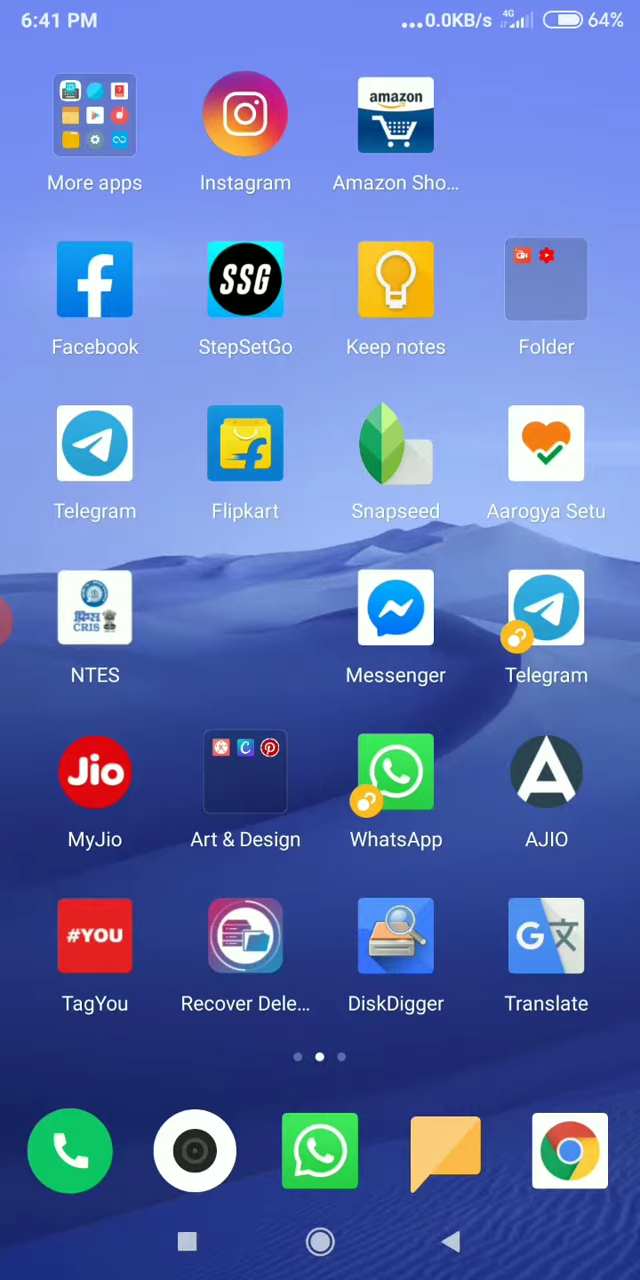 6:41 PM ...0.0KB/s 4G 64%
amazon
More apps Instagram Amazon Sho...
SSG
Facebook StepSetGo Keep notes Folder
Telegram Flipkart Snapseed Aarogya Setu
CRIS
NTES Messenger Telegram
Jio
MyJio Art & Design WhatsApp AJIO
#YOU G 文
TagYou Recover Dele... DiskDigger Translate